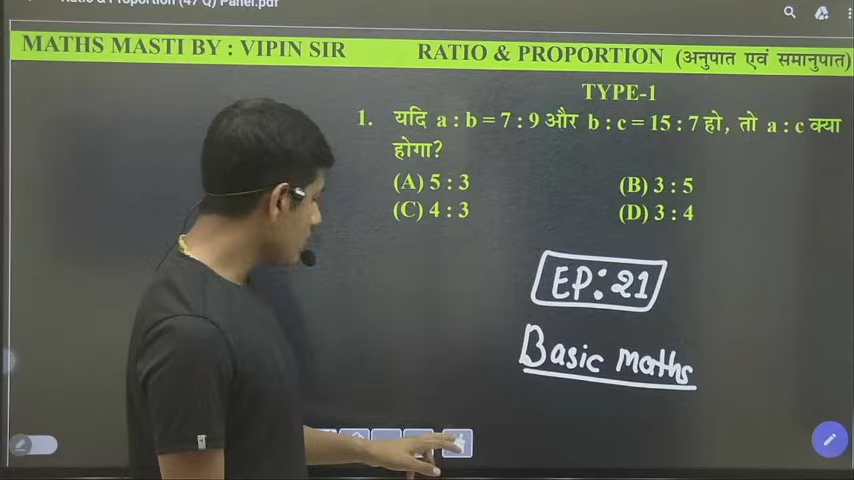 Ratio & Proportion (47 Q) Panel.pdf
MATHS MASTI BY : VIPIN SIR RATIO & PROPORTION (अनुपात एवं समानुपात)
TYPE-1
1. यदि a : b = 7 : 9 और b : c = 15 : 7 हो, तो a : c क्या
होगा?
(A) 5 : 3 (B) 3 : 5
(C) 4 : 3 (D) 3 : 4
EP: 21
Basic Maths